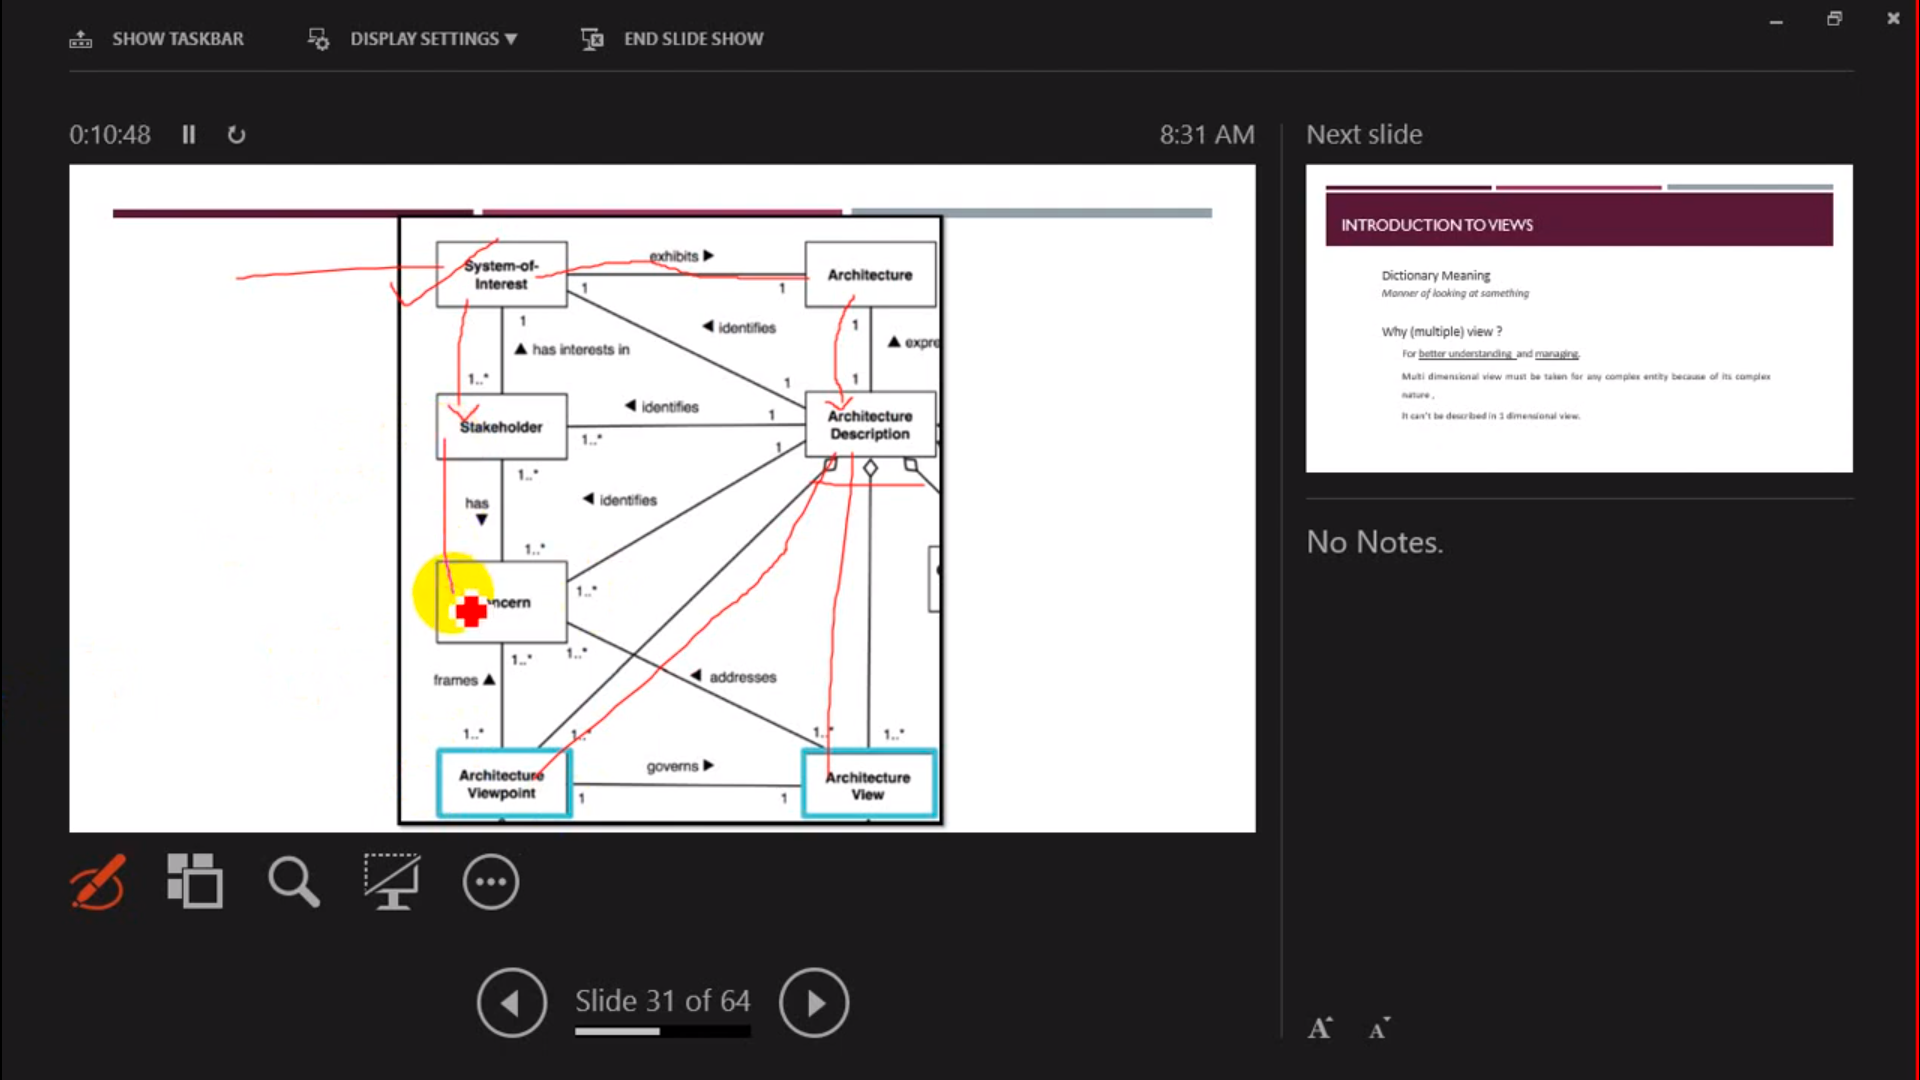 SHOW TASKBAR
DISPLAY SETTINGS ▼
END SLIDE SHOW
0:10:48
8:31 AM
Next slide
System-of-
Interest
exhibits ▶
Architecture
1
1
1
◀ identifies
1
▲ expre
▲ has interests in
1..*
1
1
Stakeholder
◀ identifies
1
1..*
Architecture
Description
1
1..*
has
▼
◀ identifies
1..*
1..*
ncern
1..*
1..*
frames ▲
◀ addresses
1..*
1..*
1..*
1..*
Architecture
Viewpoint
governs ▶
1
1
Architecture
View
INTRODUCTION TO VIEWS
Dictionary Meaning
Manner of looking at something
Why (multiple) view ?
For better understanding and managing.
Multi dimensional view must be taken for any complex entity because of its complex
nature ,
It can't be described in 1 dimensional view.
No Notes.
Slide 31 of 64
A A